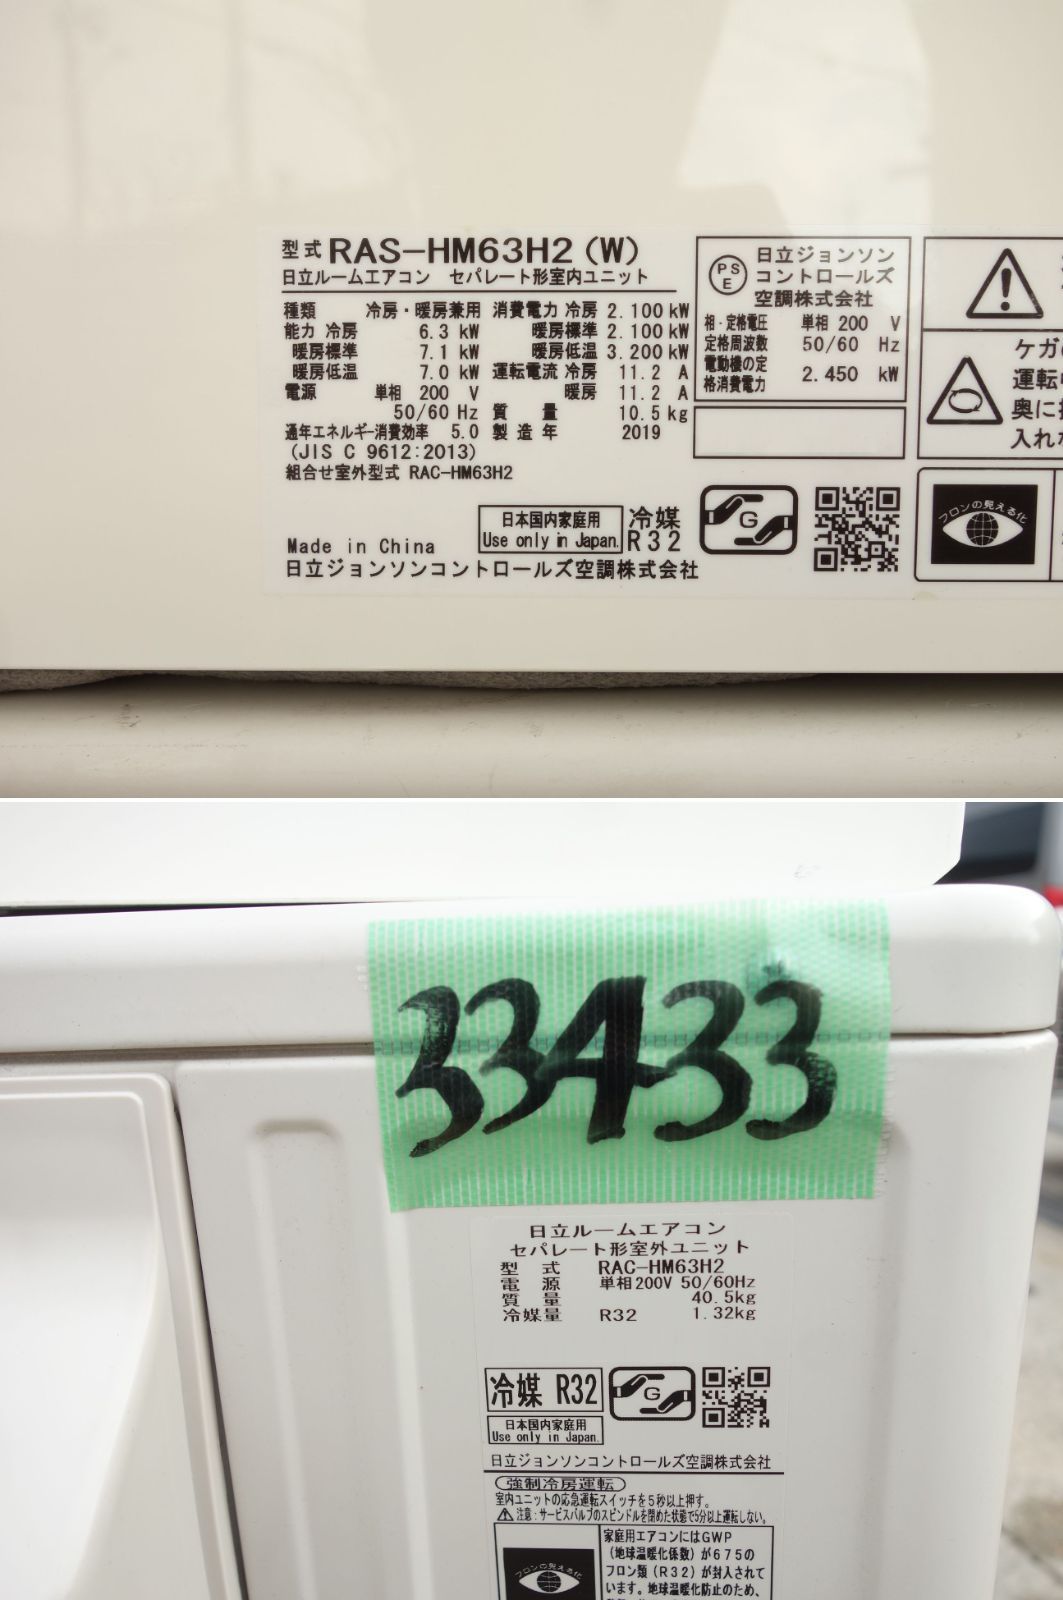 型式 RAS-HM63H2(W)
日立ルームエアコン セパレート形室内ユニット
種類 冷房・暖房兼用
能力 冷房 6.3 kW
暖房標準 7.1 kW
暖房低温 7.0 kW
電源 単相 200 V
50/60 Hz
通年エネルギー消費効率 5.0
(JIS C 9612:2013)
組合せ室外型式 RAC-HM63H2
消費電力 冷房 2.100 kW
暖房標準 2.100 kW
暖房低温 3.200 kW
運転電流 冷房 11.2 A
暖房 11.2 A
質量 10.5 kg
製造年 2019
日本国内家庭用
Use only in Japan.
冷媒
R32
Made in China
日立ジョンソンコントロールズ空調株式会社
PSE
日立ジョンソン
コントロールズ
空調株式会社
相・定格電圧 単相 200 V
定格周波数 50/60 Hz
電動機の定
格消費電力 2.450 kW
G
ケガの
運転
奥に
入れ
フロンの見える化
33433
日立ルームエアコン
セパレート形室外ユニット
型式 RAC-HM63H2
電源 単相200V 50/60Hz
質量 40.5kg
冷媒量 R32 1.32kg
冷媒 R32
G
日本国内家庭用
Use only in Japan.
日立ジョンソンコントロールズ空調株式会社
強制冷房運転
室内ユニットの応急運転スイッチを5秒以上押す。
注意:サービスバルブのスピンドルを閉めた状態で5分以上運転しない。
フロンの見える化
家庭用エアコンにはGWP
(地球温暖化係数)が675の
フロン類(R32)が封入されて
います。地球温暖化防止のため、